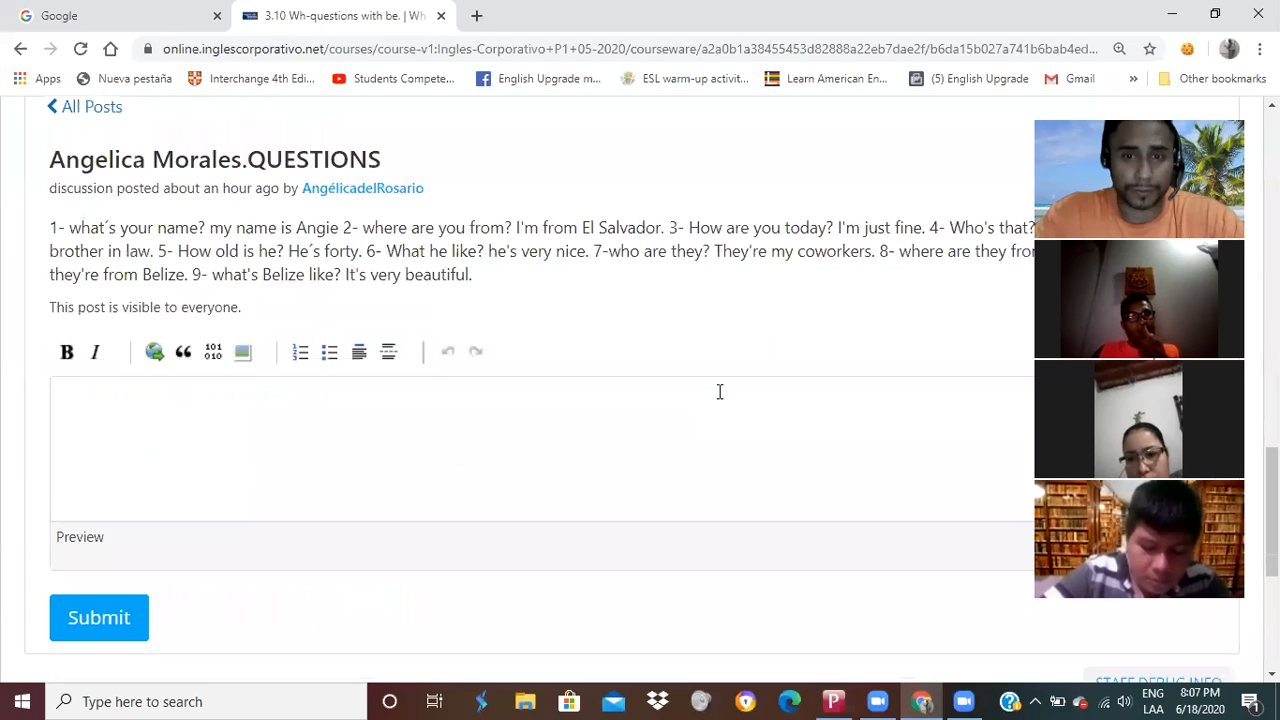 Google
3.10 Wh-questions with be. | Wh
online.inglescorporativo.net/courses/course-v1:Ingles-Corporativo+P1+05-2020/courseware/a2a0b1a38455453d82888a22eb7dae2f/b6da15b027a741b6bab4ed...
Apps Nueva pestaña Interchange 4th Edi... Students Compete... English Upgrade m... ESL warm-up activit... Learn American En... (5) English Upgrade Gmail » Other bookmarks
All Posts
Angelica Morales.QUESTIONS
discussion posted about an hour ago by AngélicadelRosario
1- what´s your name? my name is Angie 2- where are you from? I'm from El Salvador. 3- How are you today? I'm just fine. 4- Who's that?
brother in law. 5- How old is he? He´s forty. 6- What he like? he's very nice. 7-who are they? They're my coworkers. 8- where are they from
they're from Belize. 9- what's Belize like? It's very beautiful.
This post is visible to everyone.
B I 101 010
Preview
Submit
STAFF DEBUG INFO
Type here to search
ENG 8:07 PM
LAA 6/18/2020